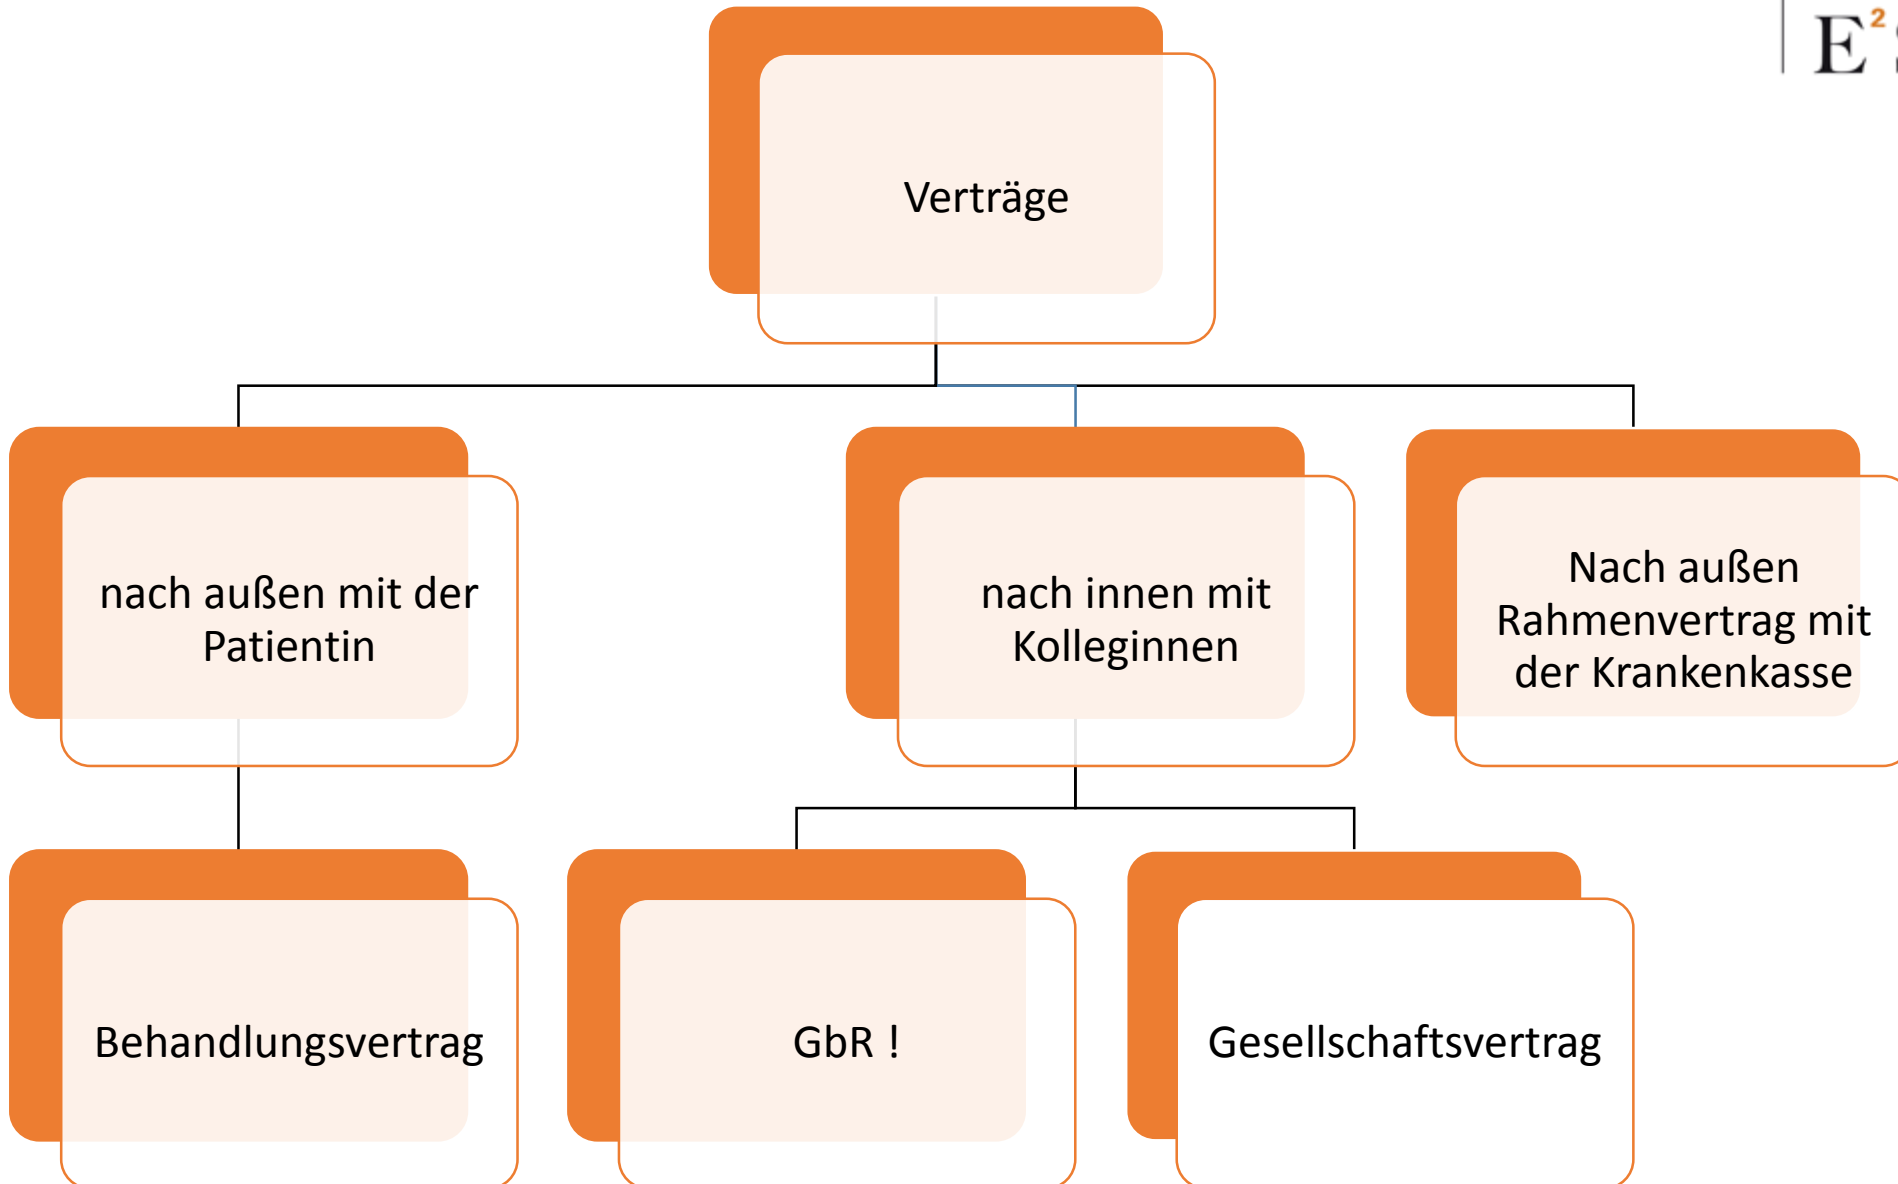 E²
Verträge
nach außen mit der
Patientin
nach innen mit
Kolleginnen
Nach außen
Rahmenvertrag mit
der Krankenkasse
Behandlungsvertrag
GbR !
Gesellschaftsvertrag